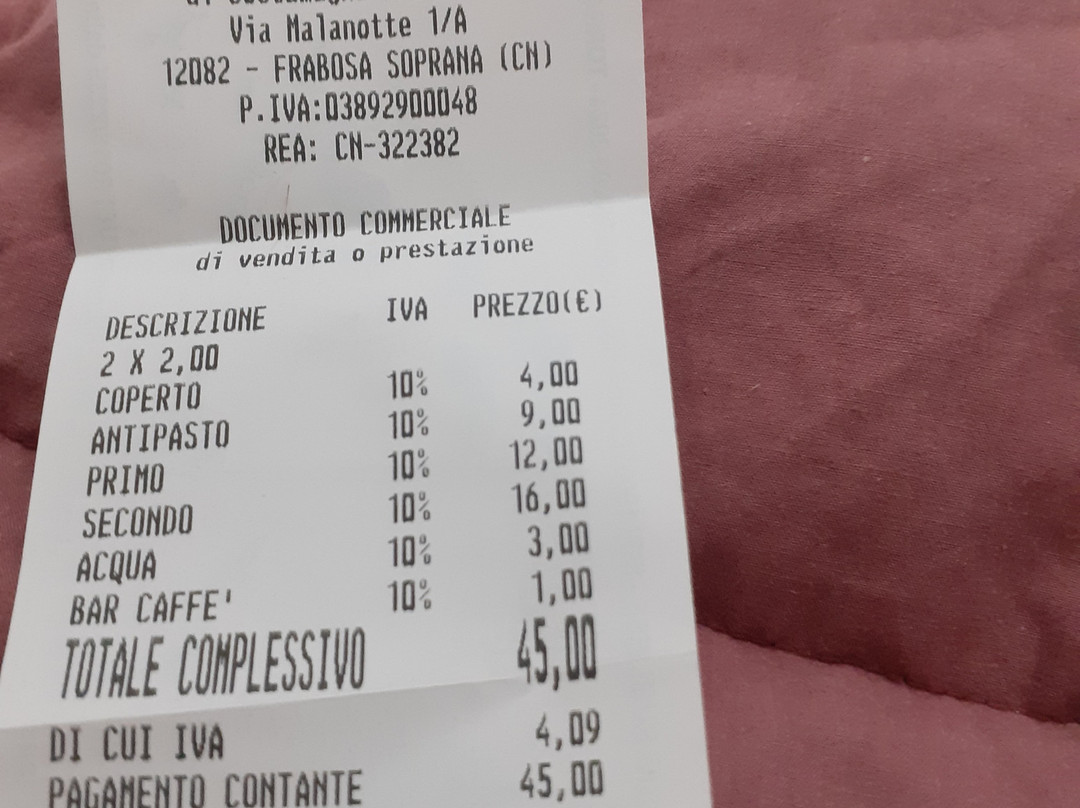 Via Malanotte 1/A
12082 - FRABOSA SOPRANA (CN)
P.IVA:03892900048
REA: CN-322382
DOCUMENTO COMMERCIALE
di vendita o prestazione
DESCRIZIONE IVA PREZZO(€)
2 X 2,00
COPERTO 10% 4,00
ANTIPASTO 10% 9,00
PRIMO 10% 12,00
SECONDO 10% 16,00
ACQUA 10% 3,00
BAR CAFFE' 10% 1,00
TOTALE COMPLESSIVO 45,00
DI CUI IVA 4,09
PAGAMENTO CONTANTE 45,00